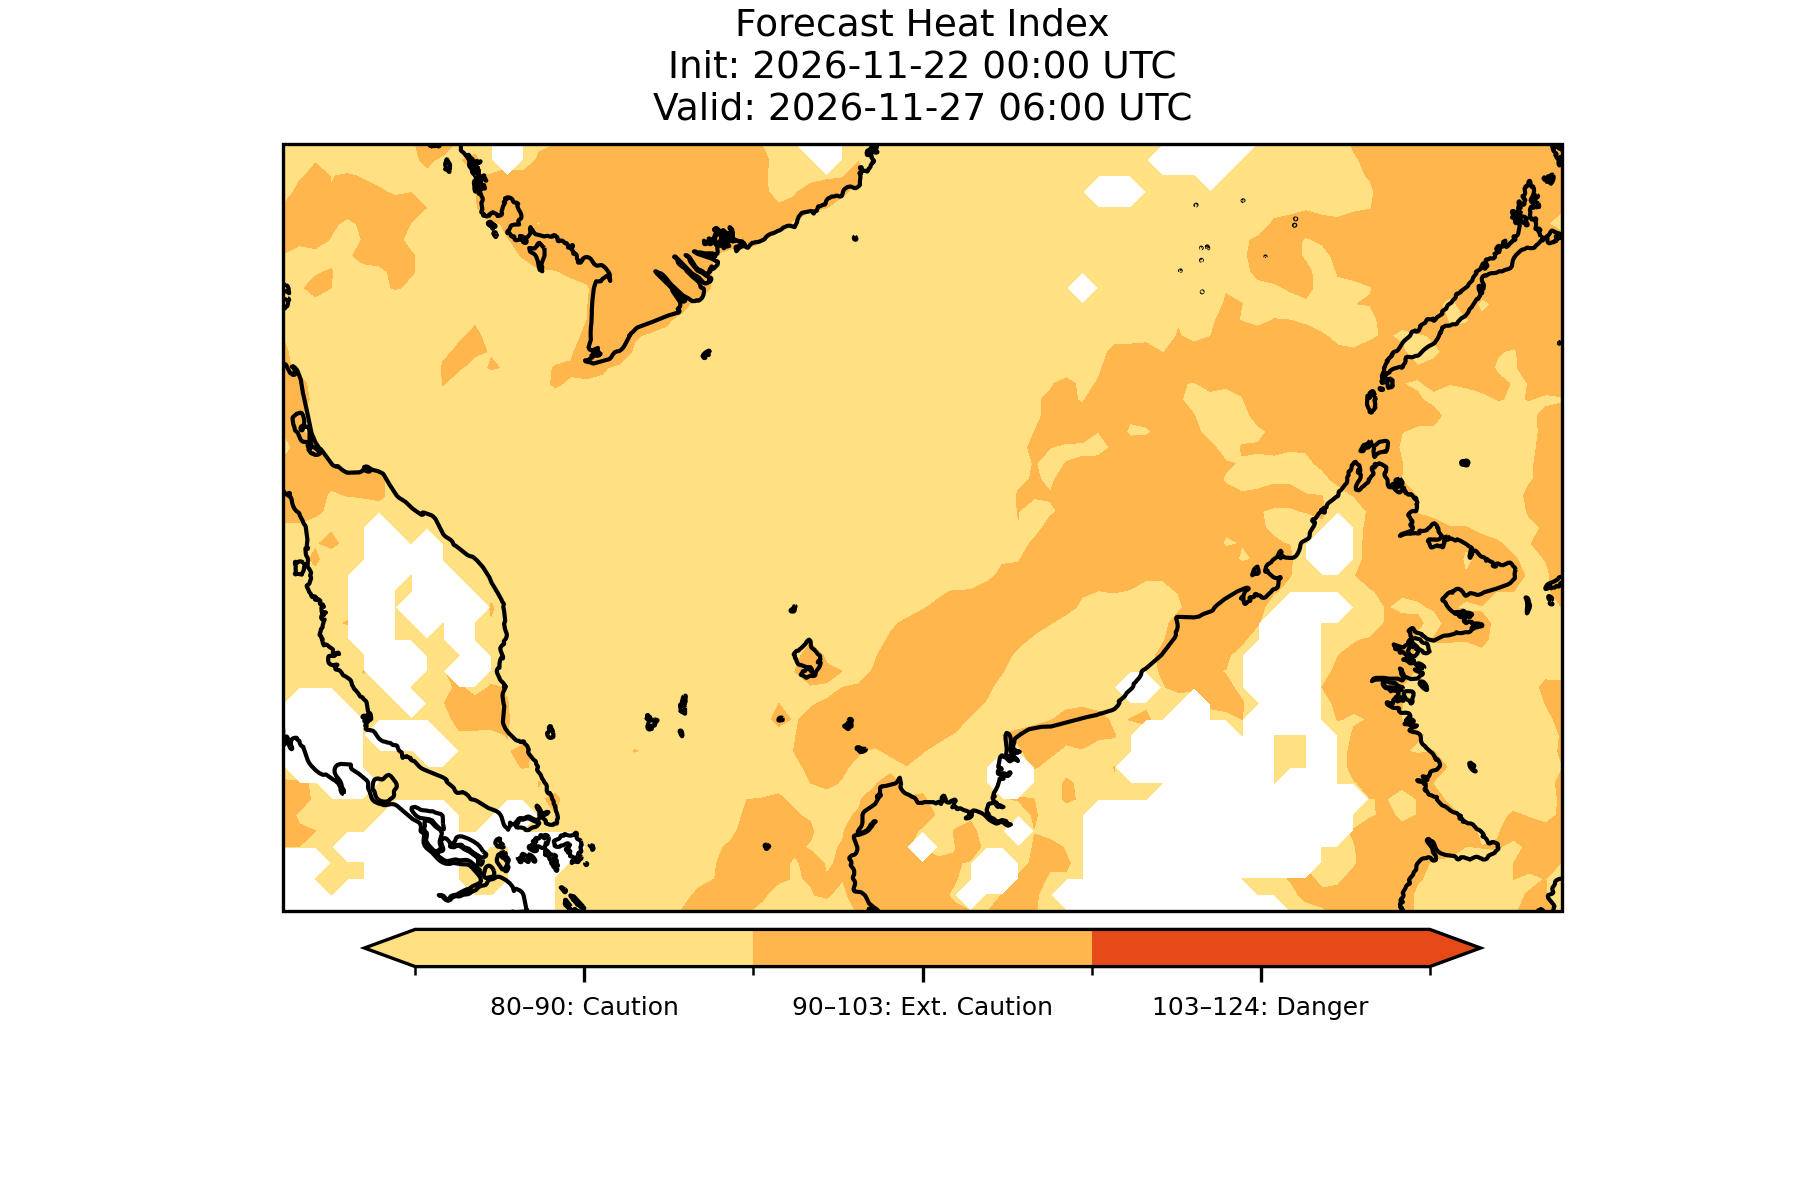 Forecast Heat Index
Init: 2026-11-22 00:00 UTC
Valid: 2026-11-27 06:00 UTC
80–90: Caution
90–103: Ext. Caution
103–124: Danger